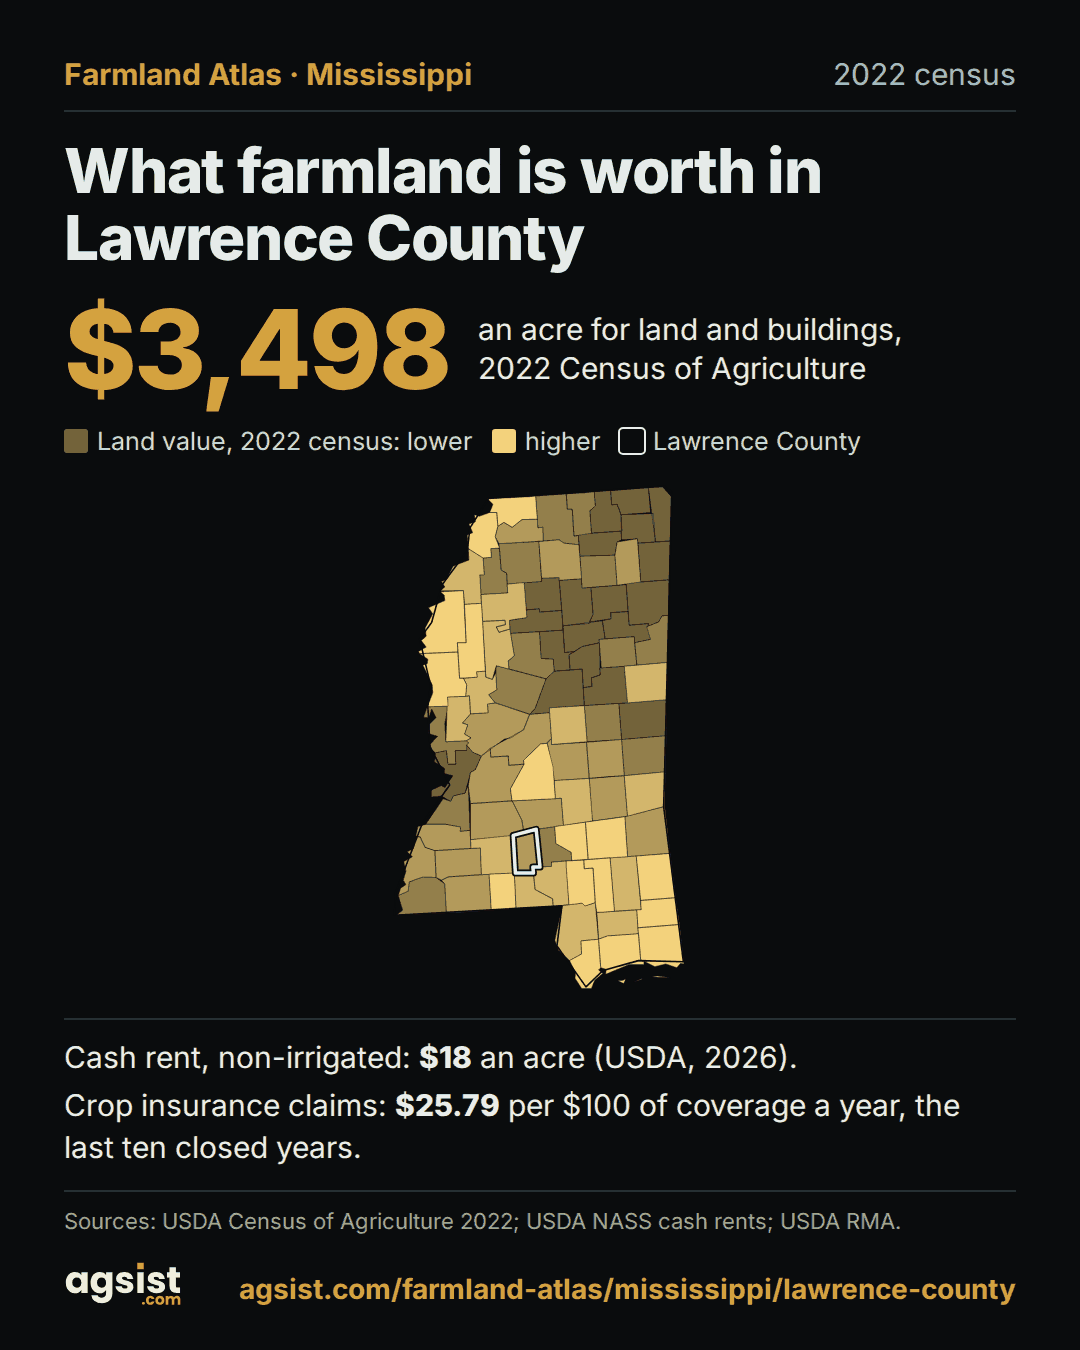 Farmland Atlas · Mississippi
2022 census
What farmland is worth in
Lawrence County
$3,498
an acre for land and buildings,
2022 Census of Agriculture
Land value, 2022 census: lower
higher
Lawrence County
Cash rent, non-irrigated: $18 an acre (USDA, 2026).
Crop insurance claims: $25.79 per $100 of coverage a year, the
last ten closed years.
Sources: USDA Census of Agriculture 2022; USDA NASS cash rents; USDA RMA.
agsist
.com
agsist.com/farmland-atlas/mississippi/lawrence-county